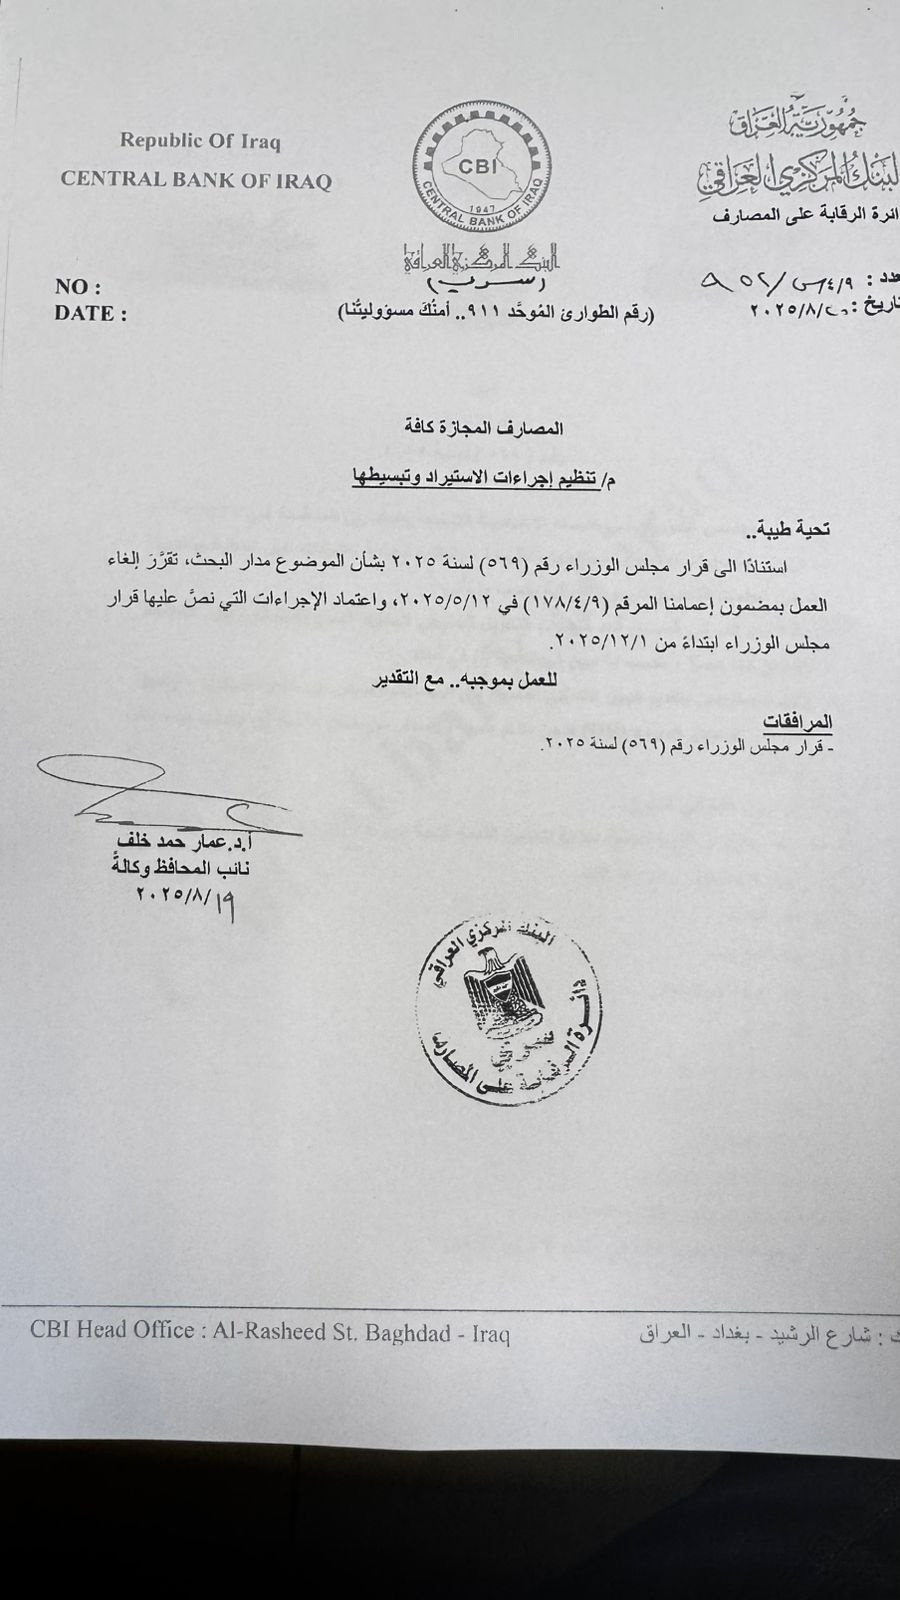 جمهورية العراق
البنك المركزي العراقي
دائرة الرقابة على المصارف
Republic Of Iraq
CENTRAL BANK OF IRAQ
CBI
1947
CENTRAL BANK OF IRAQ
البنك المركزي العراقي
(سري)
(رقم الطوارئ المُوحَّد ٩١١.. أمنُكَ مسؤوليتُنا)
NO :
DATE :
المصارف المجازة كافة
م/ تنظيم إجراءات الاستيراد وتبسيطها
تحية طيبة..
استنادًا الى قرار مجلس الوزراء رقم (٥٦٩) لسنة ٢٠٢٥ بشأن الموضوع مدار البحث، تقرَّرَ إلغاء
العمل بمضمون إعمامنا المرقم (١٧٨/٤/٩) في ٢٠٢٥/٥/١٢، واعتماد الإجراءات التي نصَّ عليها قرار
مجلس الوزراء ابتداءً من ٢٠٢٥/١٢/١.
للعمل بموجبه.. مع التقدير
المرافقات
- قرار مجلس الوزراء رقم (٥٦٩) لسنة ٢٠٢٥.
أ.د.عمار حمد خلف
نائب المحافظ وكالةً
٢٠٢٥/٨/١٩
البنك المركزي العراقي
دائرة الرقابة على المصارف
CBI Head Office : Al-Rasheed St. Baghdad - Iraq
: شارع الرشيد - بغداد - العراق